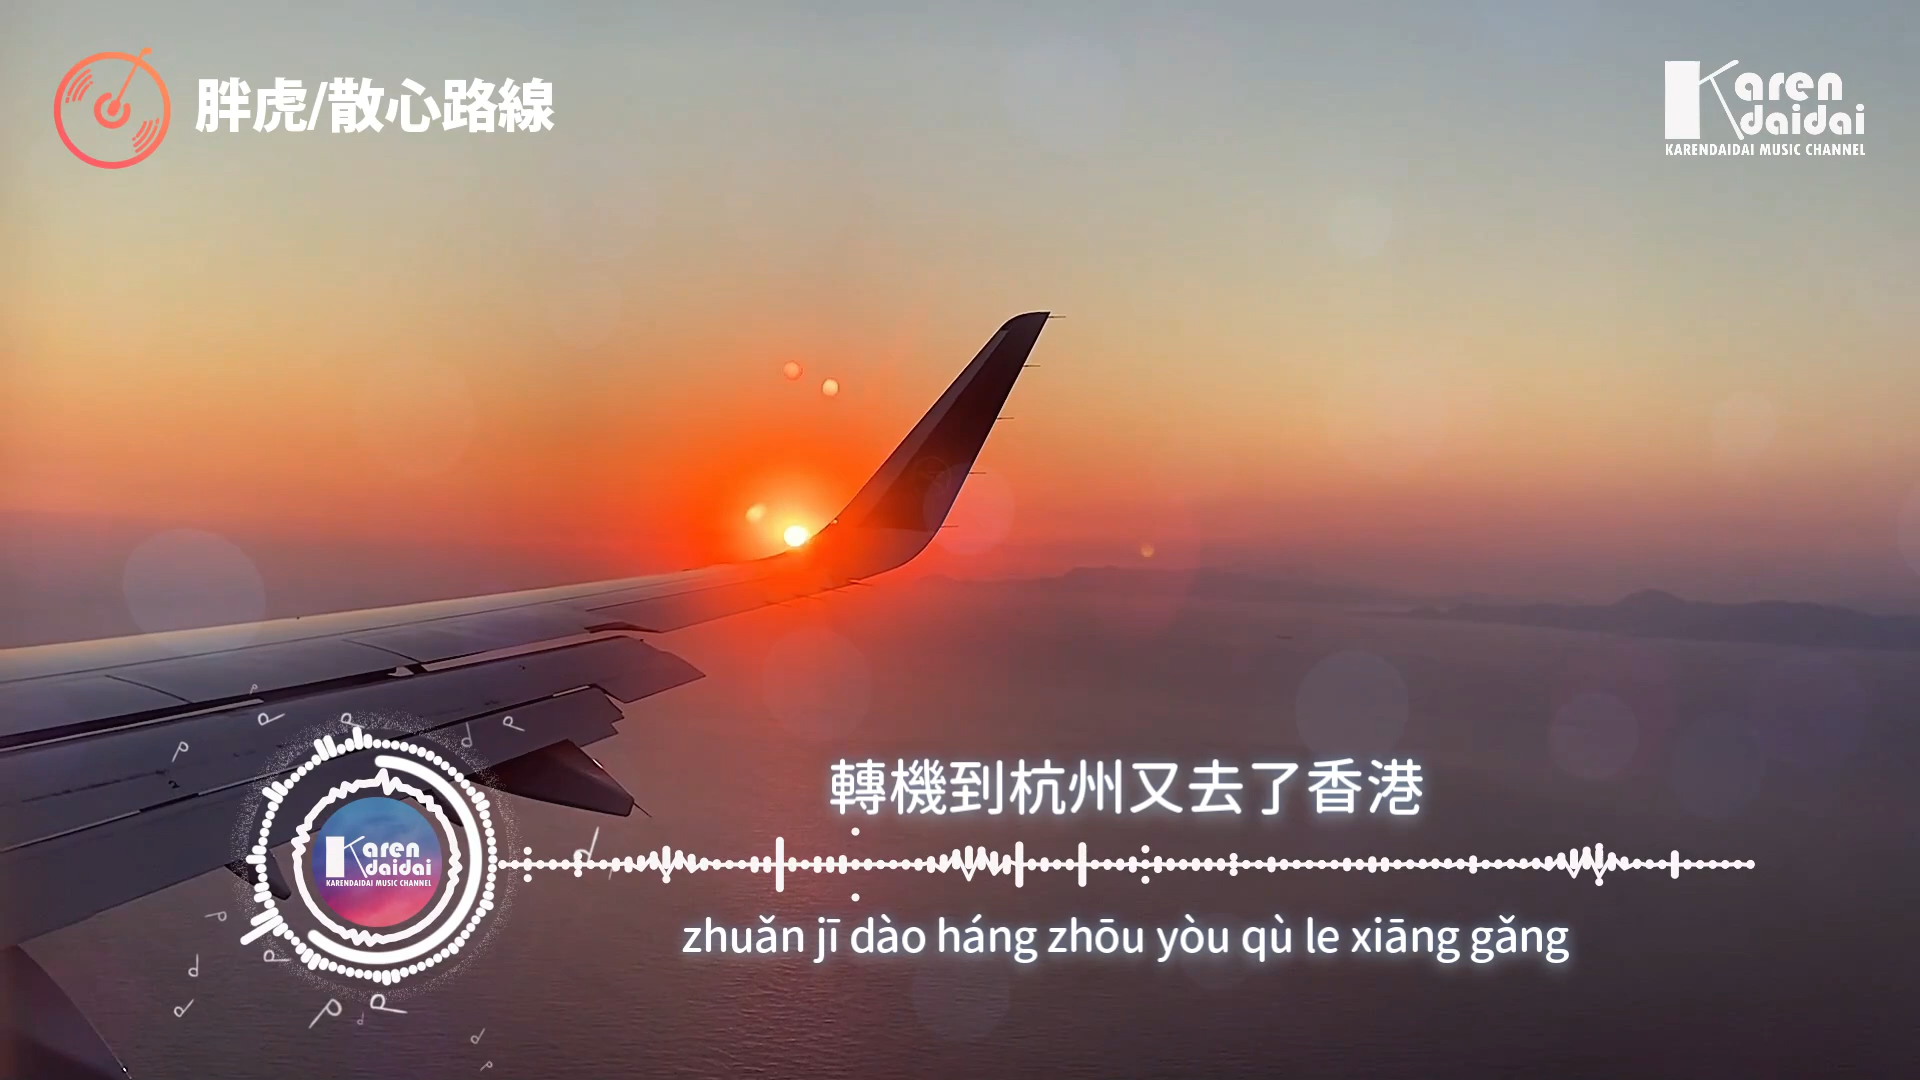 胖虎/散心路線
Karen
daidai
KARENDAIDAI MUSIC CHANNEL
轉機到杭州又去了香港
Karen
daidai
KARENDAIDAI MUSIC CHANNEL
zhuǎn jī dào háng zhōu yòu qù le xiāng gǎng